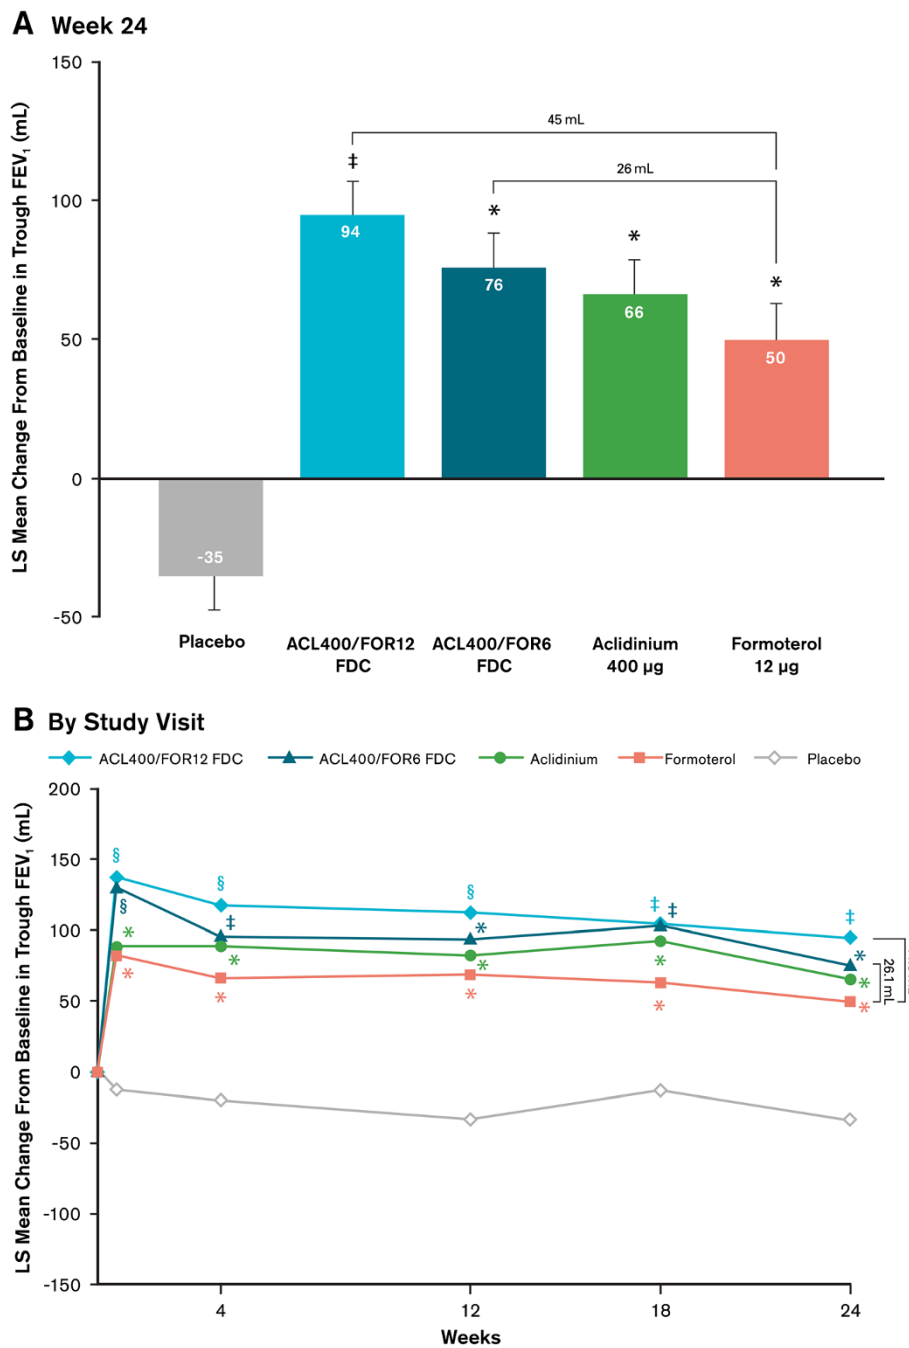 A Week 24
LS Mean Change From Baseline in Trough FEV₁ (mL)
150
100
50
0
-50
45 mL
26 mL
‡
*
*
*
94
76
66
50
-35
Placebo
ACL400/FOR12
FDC
ACL400/FOR6
FDC
Aclidinium
400 µg
Formoterol
12 µg
B By Study Visit
ACL400/FOR12 FDC
ACL400/FOR6 FDC
Aclidinium
Formoterol
Placebo
LS Mean Change From Baseline in Trough FEV₁ (mL)
200
150
100
50
0
-50
-100
-150
§
§
§
‡
‡
§
‡
*
‡
*
*
*
*
*
*
*
*
*
*
*
26.1 mL
4
12
18
24
Weeks